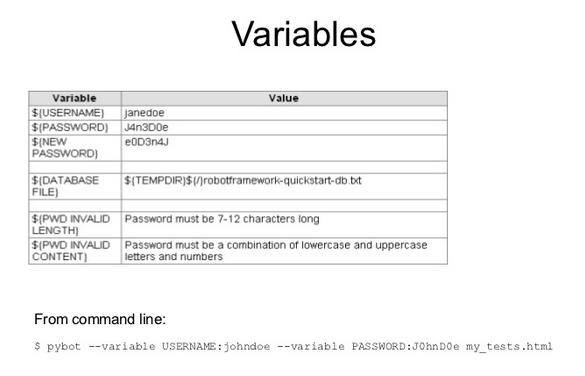 Variables
Variable Value
${USERNAME} janedoe
${PASSWORD} J4n3D0e
${NEW e0D3n4J
PASSWORD}
${DATABASE ${TEMPDIR}${/}robotframework-quickstart-db.txt
FILE}
${PWD INVALID Password must be 7-12 characters long
LENGTH}
${PWD INVALID Password must be a combination of lowercase and uppercase
CONTENT} letters and numbers
From command line:
$ pybot --variable USERNAME:johndoe --variable PASSWORD:J0hnD0e my_tests.html